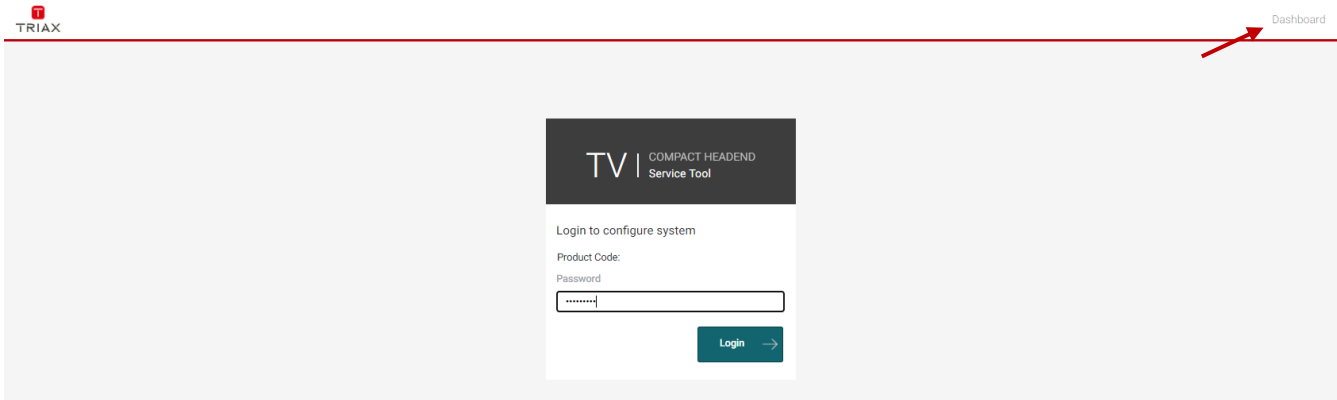 T
TRIAX
Dashboard
TV | COMPACT HEADEND
Service Tool
Login to configure system
Product Code:
Password
•••••••••
Login →